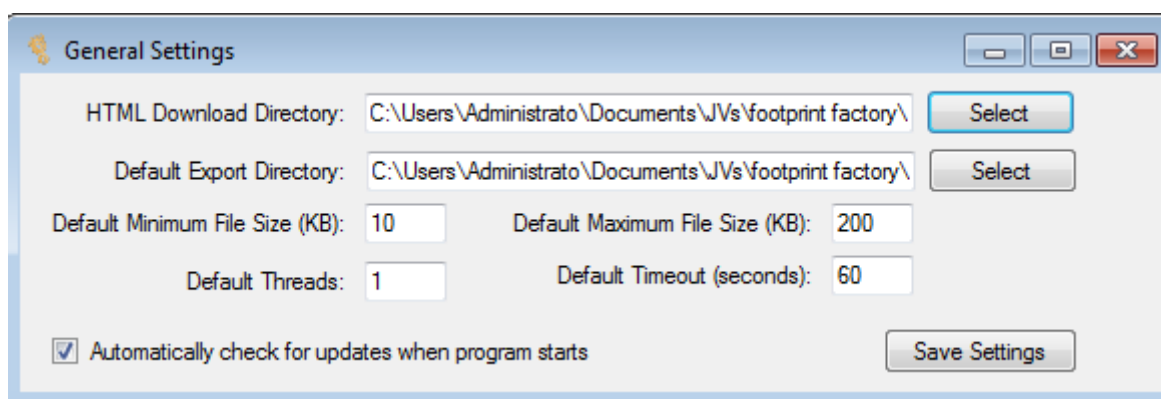 General Settings
HTML Download Directory: C:\Users\Administrato\Documents\JVs\footprint factory\ Select
Default Export Directory: C:\Users\Administrato\Documents\JVs\footprint factory\ Select
Default Minimum File Size (KB): 10 Default Maximum File Size (KB): 200
Default Threads: 1 Default Timeout (seconds): 60
Automatically check for updates when program starts Save Settings